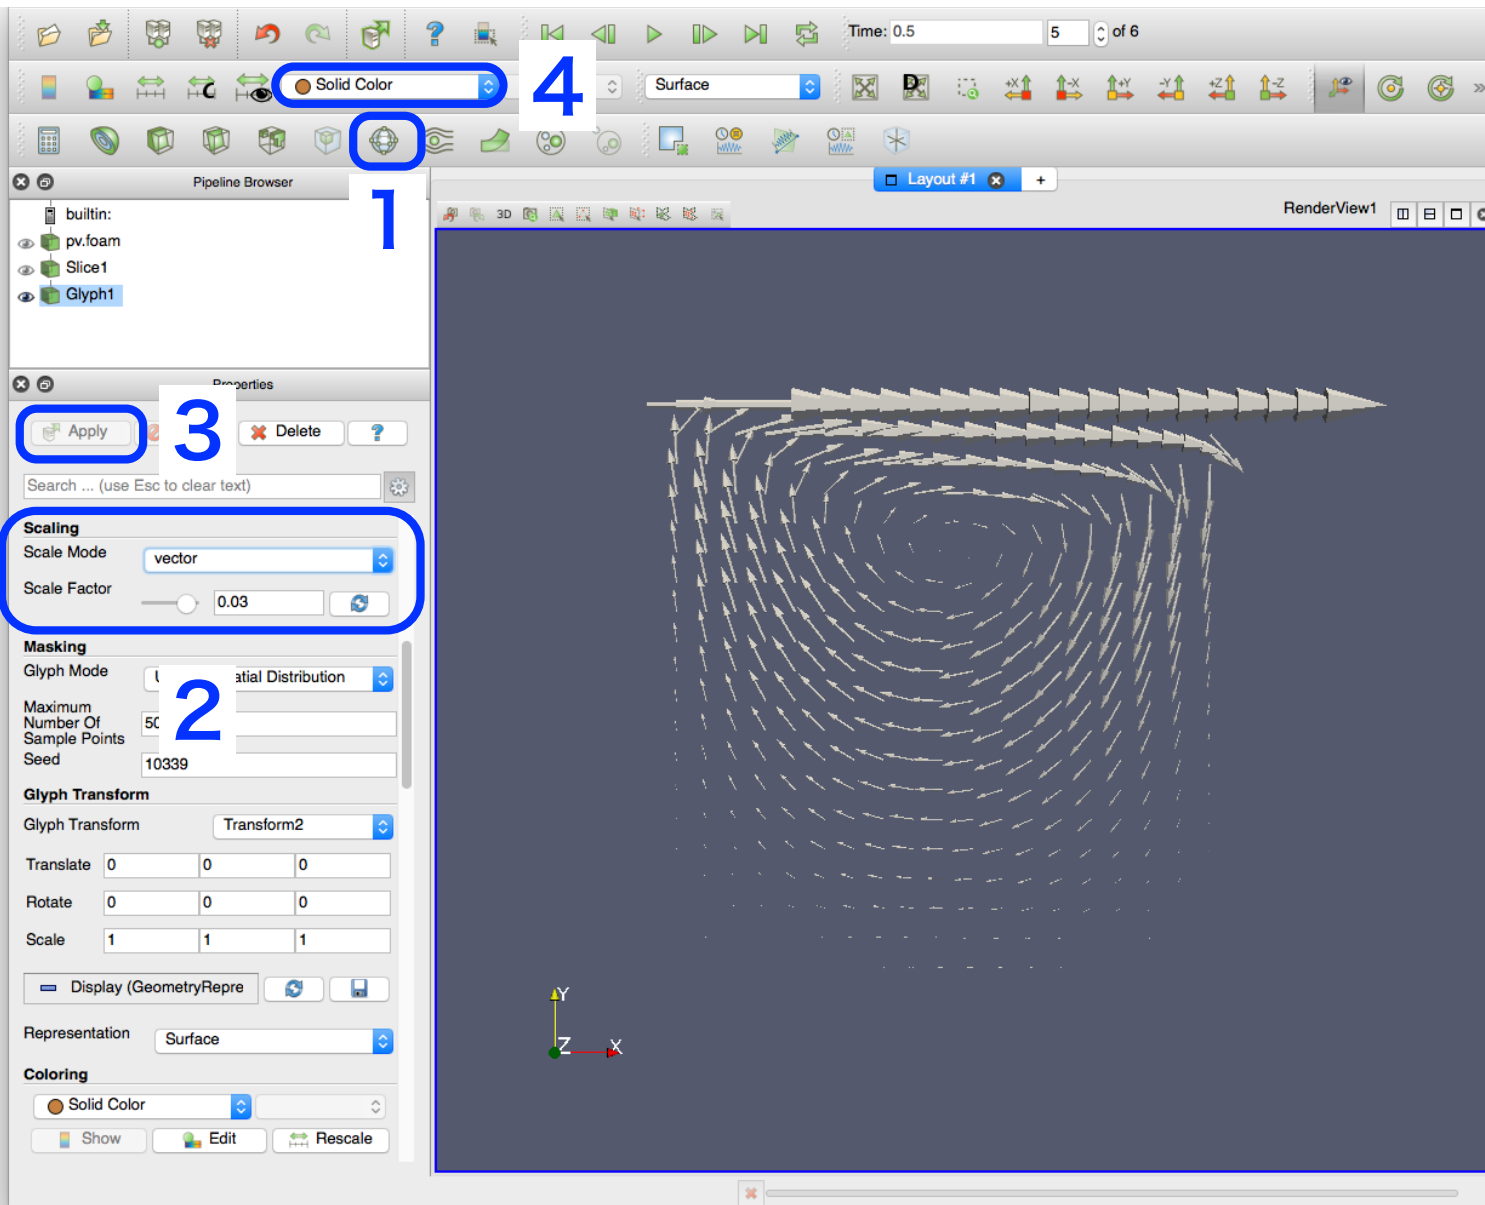 Time: 0.5 5 of 6
Solid Color
4
Surface
D
+X
-X
+Y
-Y
+Z
-Z
1
Pipeline Browser
Layout #1
+
builtin:
pv.foam
Slice1
Glyph1
3D
RenderView1
Properties
Apply
3
Delete
?
Search ... (use Esc to clear text)
Scaling
Scale Mode vector
Scale Factor 0.03
Masking
Glyph Mode atial Distribution
2
Maximum
Number Of
Sample Points
Seed 10339
Glyph Transform
Glyph Transform Transform2
Translate 0 0 0
Rotate 0 0 0
Scale 1 1 1
Display (GeometryRepre
Representation Surface
Coloring
Solid Color
Show Edit Rescale
Y
Z
X